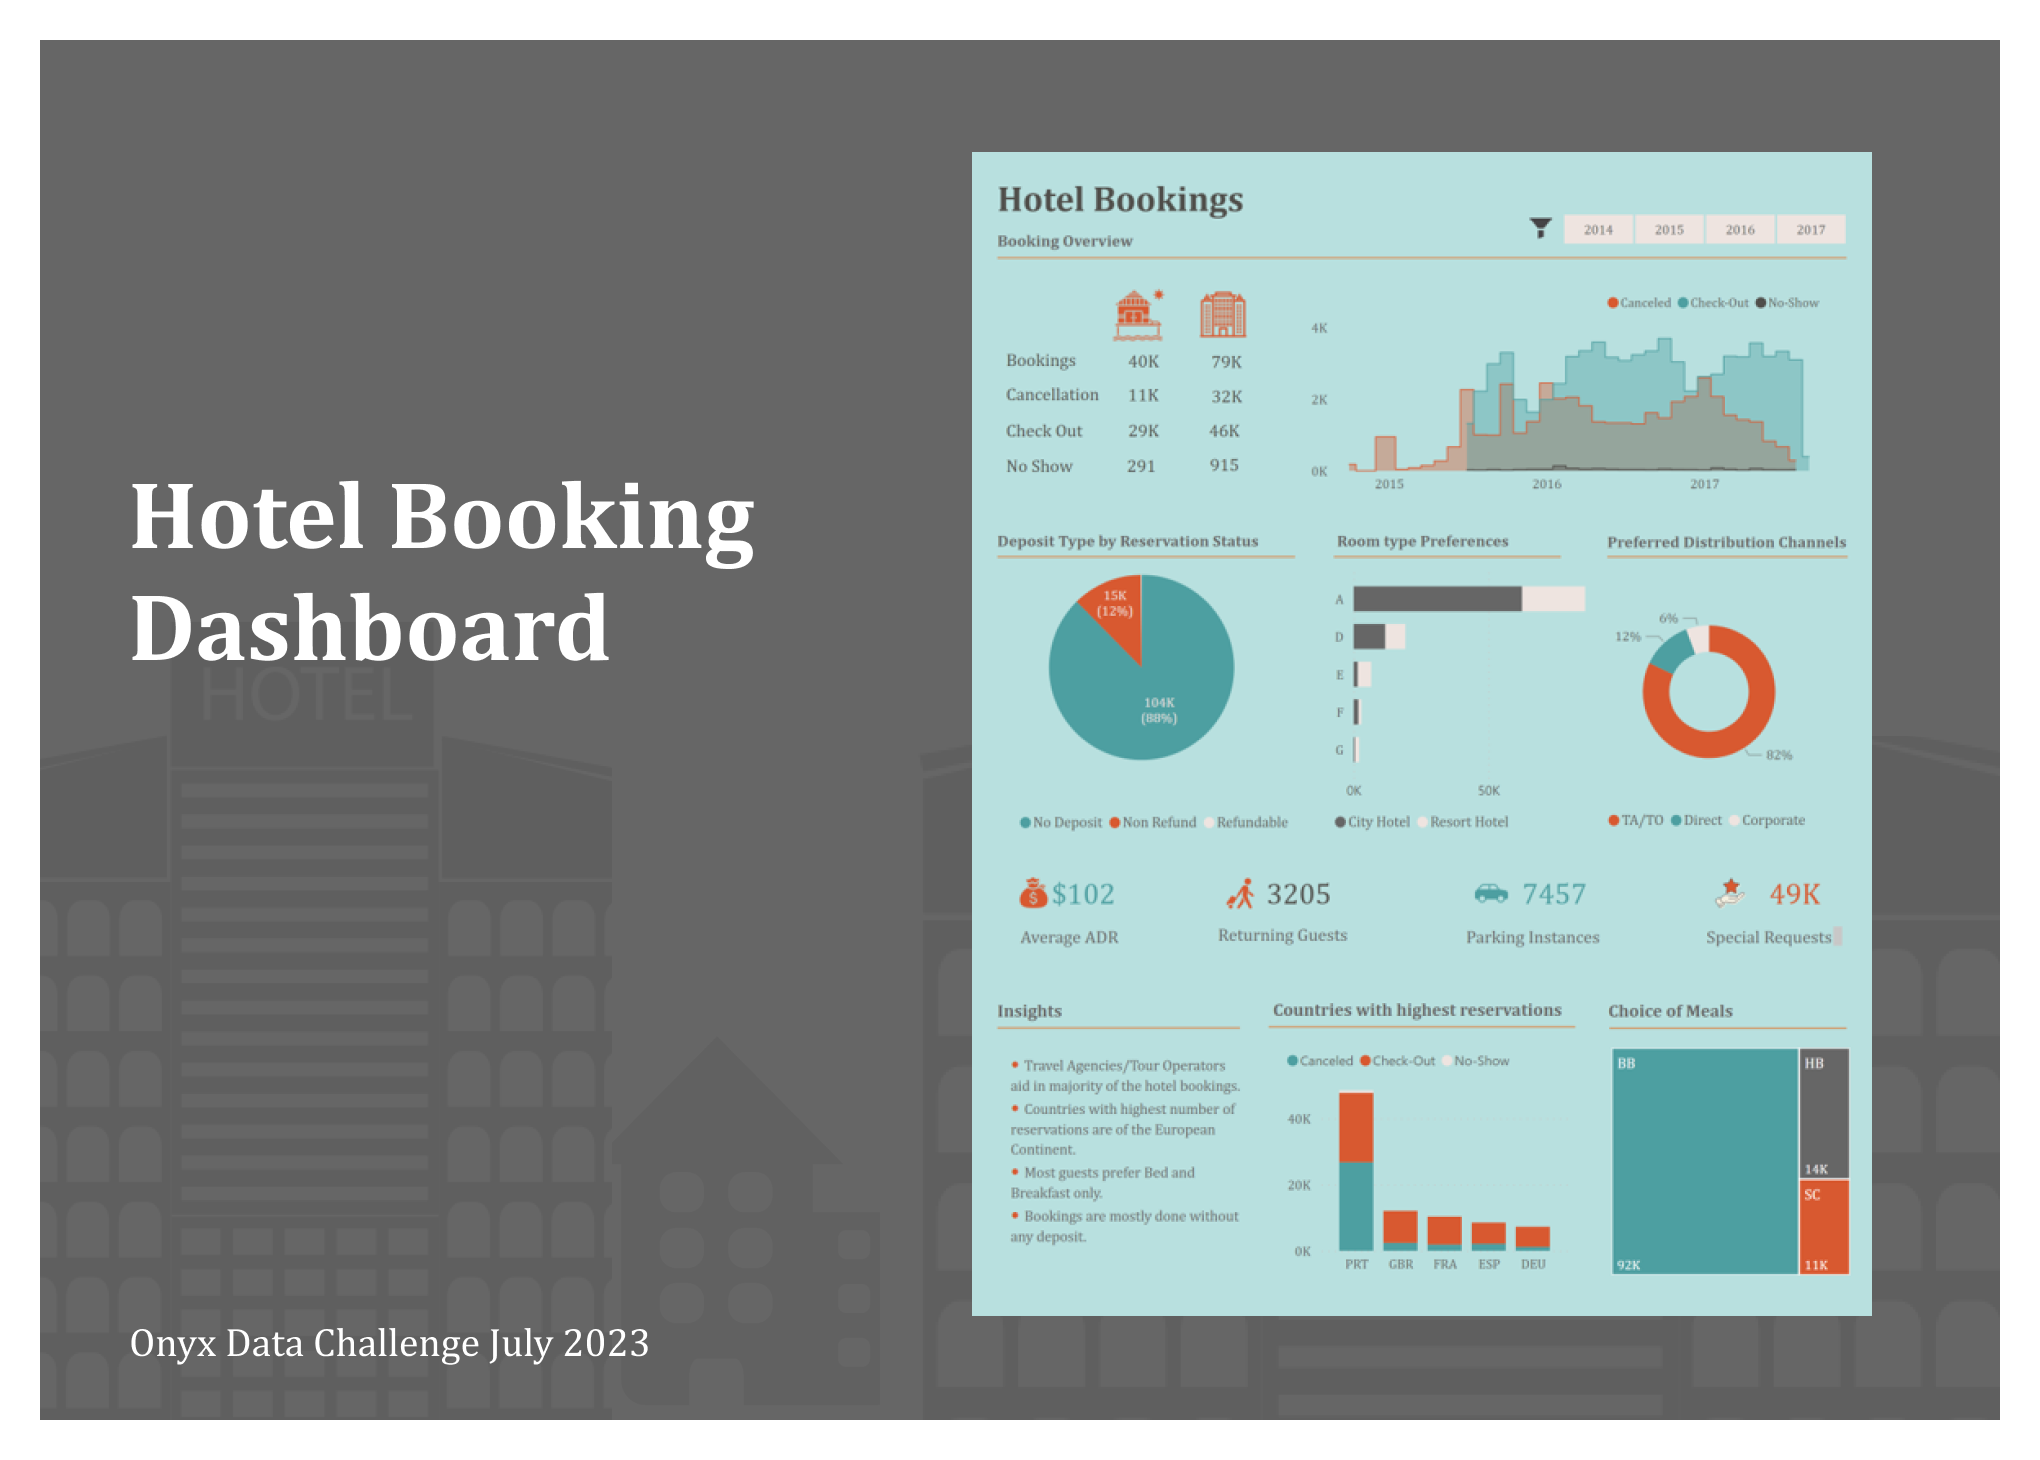 Hotel Booking
Dashboard
HOTEL
Onyx Data Challenge July 2023
Hotel Bookings
Booking Overview
2014 2015 2016 2017
Bookings 40K 79K
Cancellation 11K 32K
Check Out 29K 46K
No Show 291 915
Canceled Check-Out No-Show
4K
2K
0K
2015 2016 2017
Deposit Type by Reservation Status
15K
(12%)
104K
(88%)
No Deposit Non Refund Refundable
Room type Preferences
A
D
E
F
G
0K 50K
City Hotel Resort Hotel
Preferred Distribution Channels
6%
12%
82%
TA/TO Direct Corporate
$102
Average ADR
3205
Returning Guests
7457
Parking Instances
49K
Special Requests
Insights
• Travel Agencies/Tour Operators
aid in majority of the hotel bookings.
• Countries with highest number of
reservations are of the European
Continent.
• Most guests prefer Bed and
Breakfast only.
• Bookings are mostly done without
any deposit.
Countries with highest reservations
Canceled Check-Out No-Show
40K
20K
0K
PRT GBR FRA ESP DEU
Choice of Meals
BB
92K
HB
14K
SC
11K